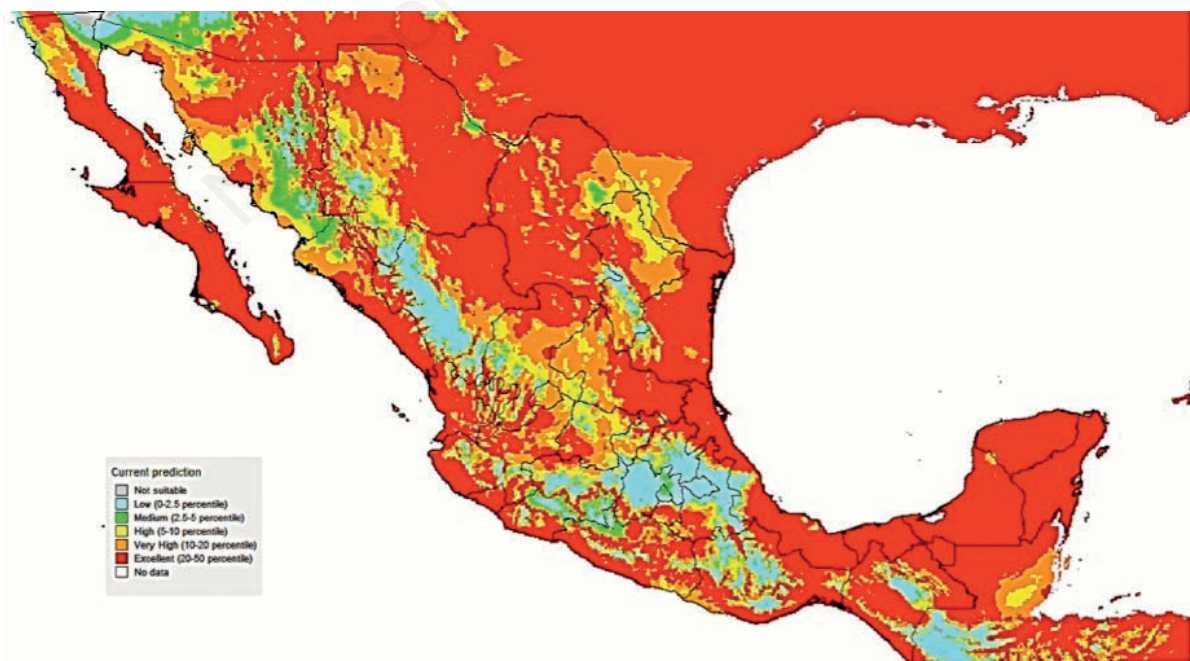 Current prediction
Not suitable
Low (0-2.5 percentile)
Medium (2.5-5 percentile)
High (5-10 percentile)
Very High (10-20 percentile)
Excellent (20-50 percentile)
No data